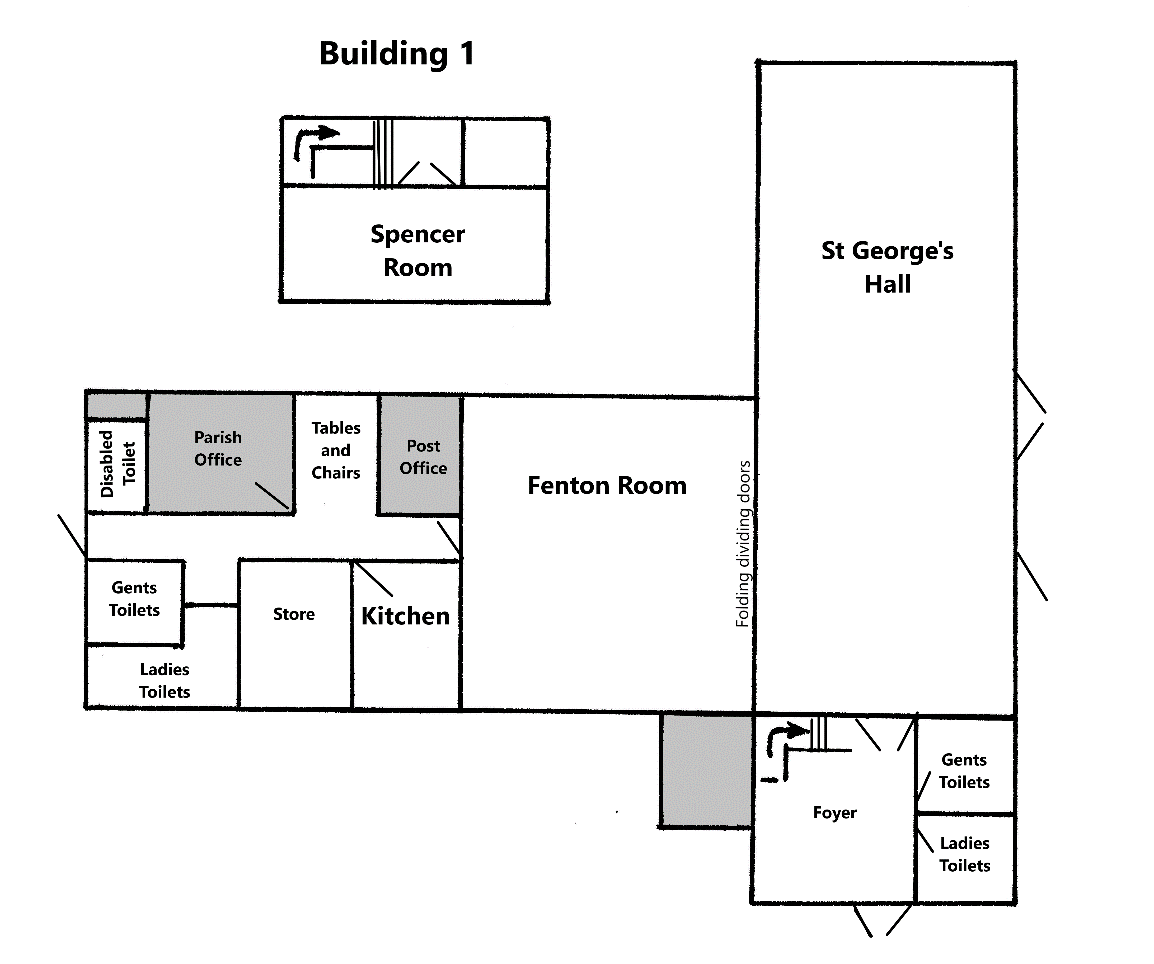 Building 1
Spencer
Room
St George's
Hall
Disabled
Toilet
Parish
Office
Tables
and
Chairs
Post
Office
Fenton Room
Folding dividing doors
Gents
Toilets
Ladies
Toilets
Store
Kitchen
Foyer
Gents
Toilets
Ladies
Toilets